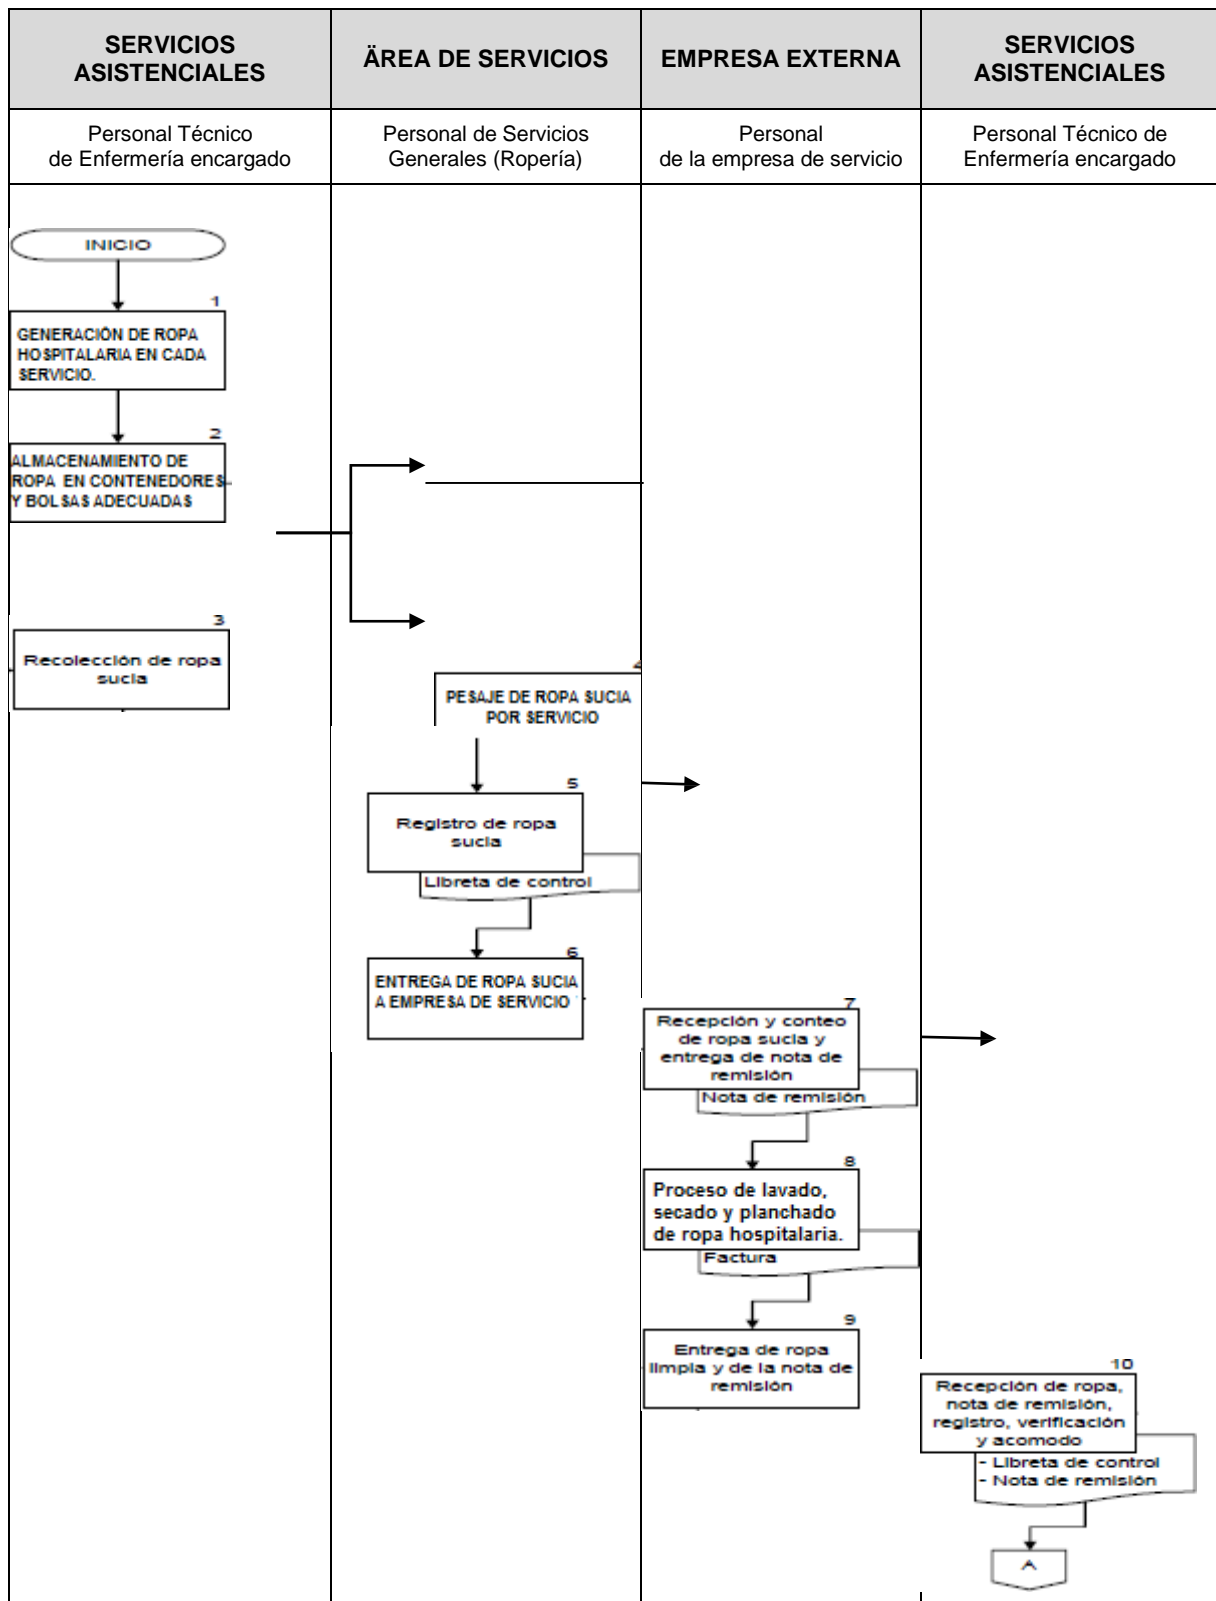 SERVICIOS
ASISTENCIALES
ÄREA DE SERVICIOS
EMPRESA EXTERNA
SERVICIOS
ASISTENCIALES
Personal Técnico
de Enfermería encargado
Personal de Servicios
Generales (Ropería)
Personal
de la empresa de servicio
Personal Técnico de
Enfermería encargado
INICIO
1
GENERACIÓN DE ROPA
HOSPITALARIA EN CADA
SERVICIO.
2
ALMACENAMIENTO DE
ROPA EN CONTENEDORES
Y BOLSAS ADECUADAS
3
Recolección de ropa
sucia
4
PESAJE DE ROPA SUCIA
POR SERVICIO
5
Registro de ropa
sucia
Libreta de control
6
ENTREGA DE ROPA SUCIA
A EMPRESA DE SERVICIO
7
Recepción y conteo
de ropa sucia y
entrega de nota de
remisión
Nota de remisión
8
Proceso de lavado,
secado y planchado
de ropa hospitalaria.
Factura
9
Entrega de ropa
limpia y de la nota de
remisión
10
Recepción de ropa,
nota de remisión,
registro, verificación
y acomodo
- Libreta de control
- Nota de remisión
A